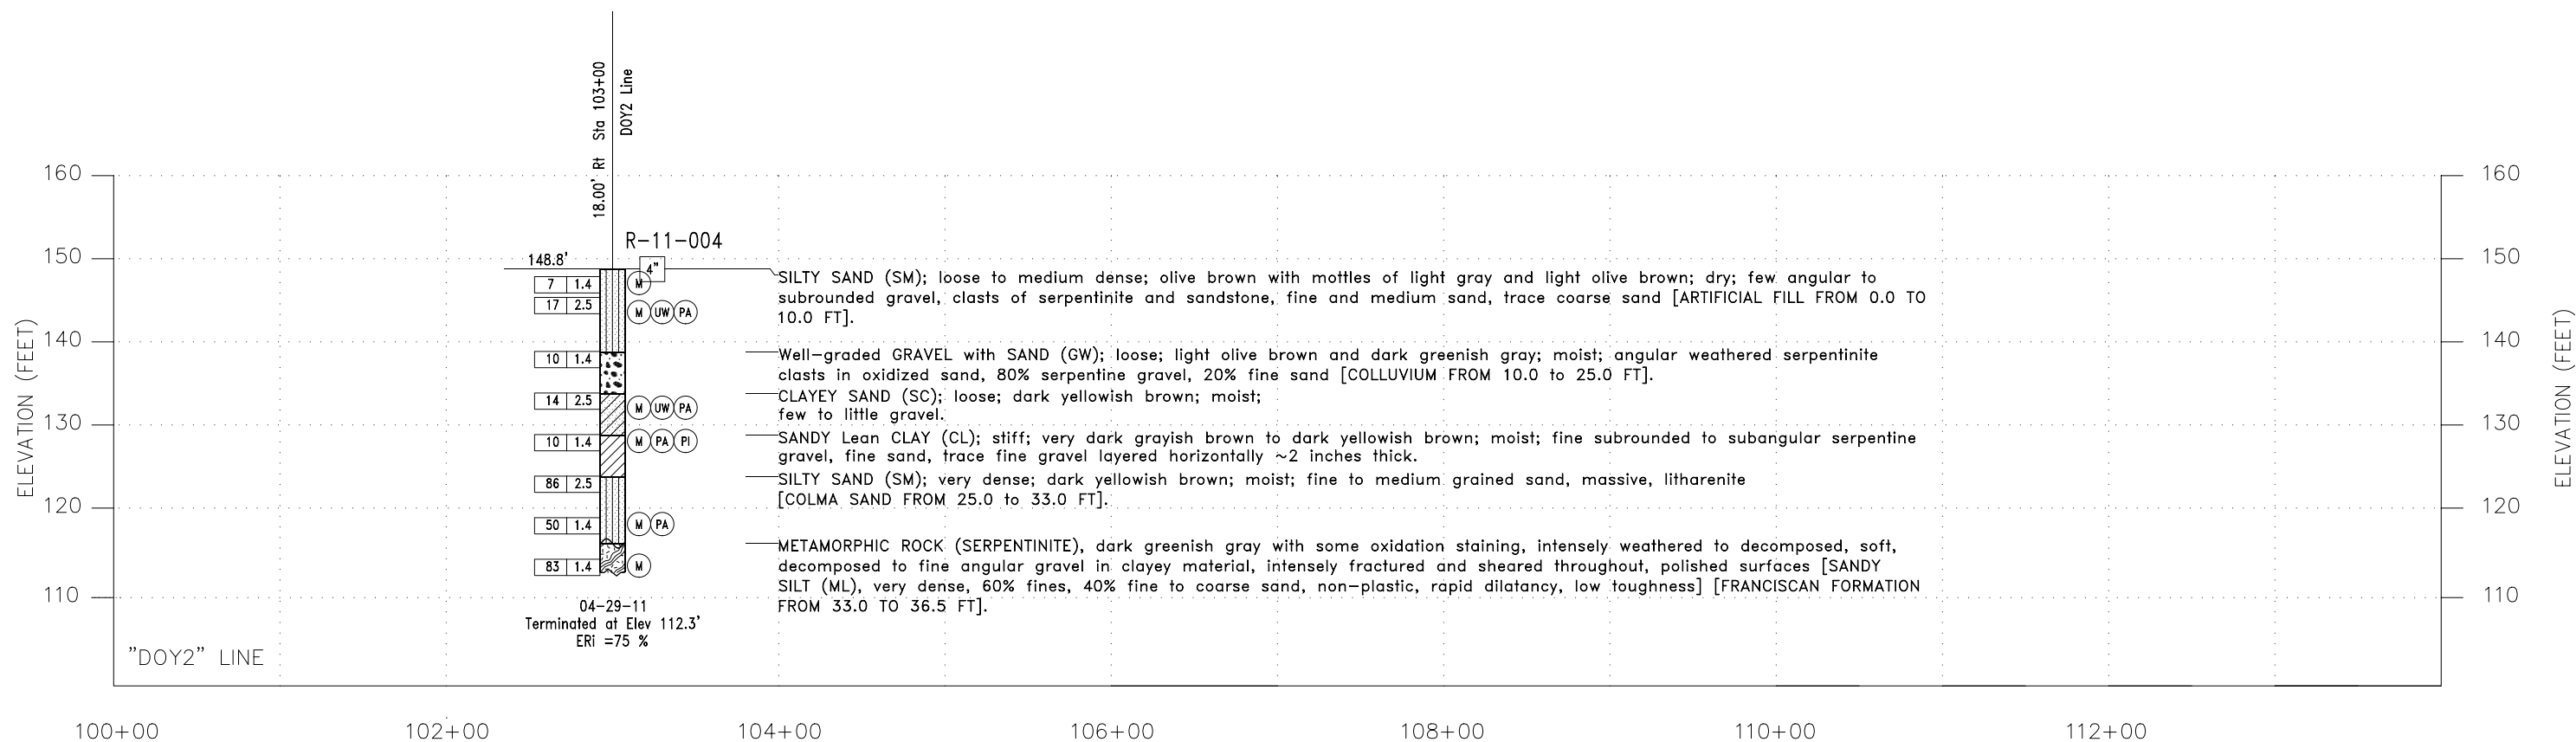 18.00' Rt Sta 103+00
DOY2 Line
160
160
R-11-004
150
148.8'
4"
150
7 1.4 M
SILTY SAND (SM); loose to medium dense; olive brown with mottles of light gray and light olive brown; dry; few angular to
17 2.5 M UW PA
subrounded gravel, clasts of serpentinite and sandstone, fine and medium sand, trace coarse sand [ARTIFICIAL FILL FROM 0.0 TO
10.0 FT].
140
140
10 1.4
Well-graded GRAVEL with SAND (GW); loose; light olive brown and dark greenish gray; moist; angular weathered serpentinite
clasts in oxidized sand, 80% serpentine gravel, 20% fine sand [COLLUVIUM FROM 10.0 to 25.0 FT].
14 2.5 M UW PA
CLAYEY SAND (SC); loose; dark yellowish brown; moist;
few to little gravel.
130
130
10 1.4 M PA PI
SANDY Lean CLAY (CL); stiff; very dark grayish brown to dark yellowish brown; moist; fine subrounded to subangular serpentine
gravel, fine sand, trace fine gravel layered horizontally ~2 inches thick.
86 2.5
SILTY SAND (SM); very dense; dark yellowish brown; moist; fine to medium grained sand, massive, litharenite
[COLMA SAND FROM 25.0 to 33.0 FT].
120
120
50 1.4 M PA
METAMORPHIC ROCK (SERPENTINITE), dark greenish gray with some oxidation staining, intensely weathered to decomposed, soft,
83 1.4 M
decomposed to fine angular gravel in clayey material, intensely fractured and sheared throughout, polished surfaces [SANDY
SILT (ML), very dense, 60% fines, 40% fine to coarse sand, non-plastic, rapid dilatancy, low toughness] [FRANCISCAN FORMATION
FROM 33.0 TO 36.5 FT].
110
110
ELEVATION (FEET)
ELEVATION (FEET)
04-29-11
Terminated at Elev 112.3'
ERi =75 %
"DOY2" LINE
100+00 102+00 104+00 106+00 108+00 110+00 112+00